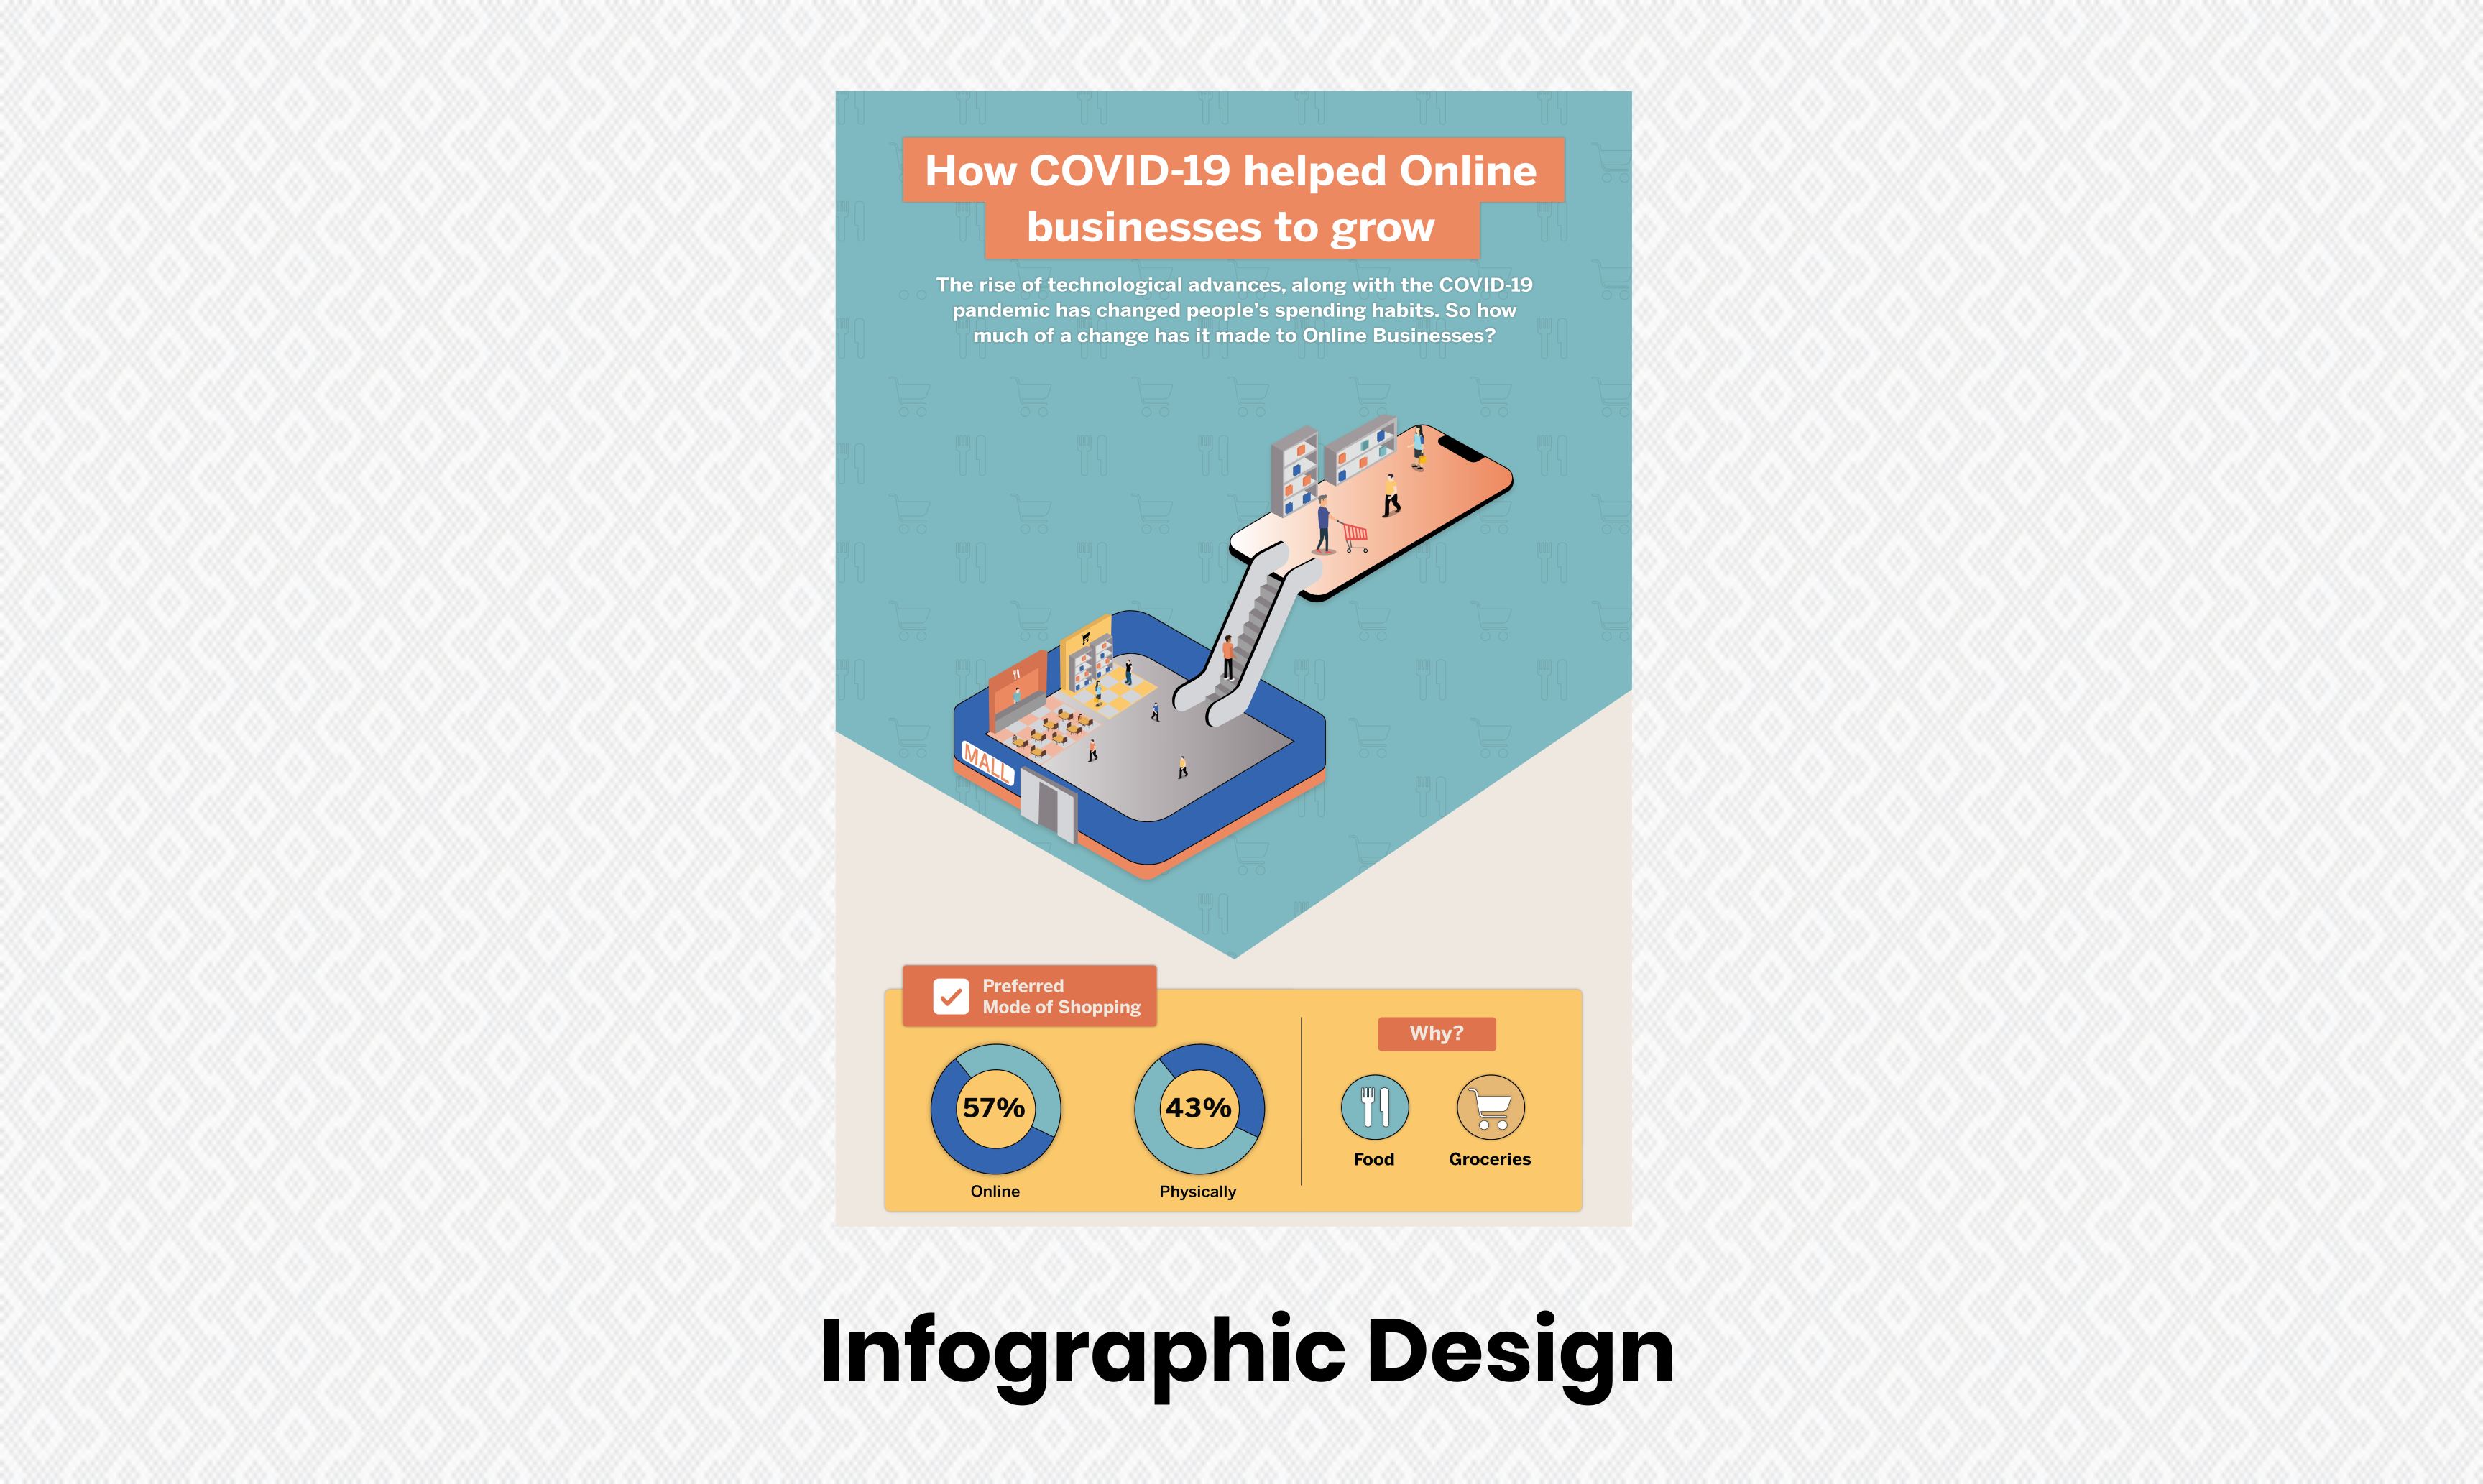 How COVID-19 helped Online
businesses to grow
The rise of technological advances, along with the COVID-19
pandemic has changed people's spending habits. So how
much of a change has it made to Online Businesses?
MALL
Preferred
Mode of Shopping
57%
Online
43%
Physically
Why?
Food
Groceries
Infographic Design